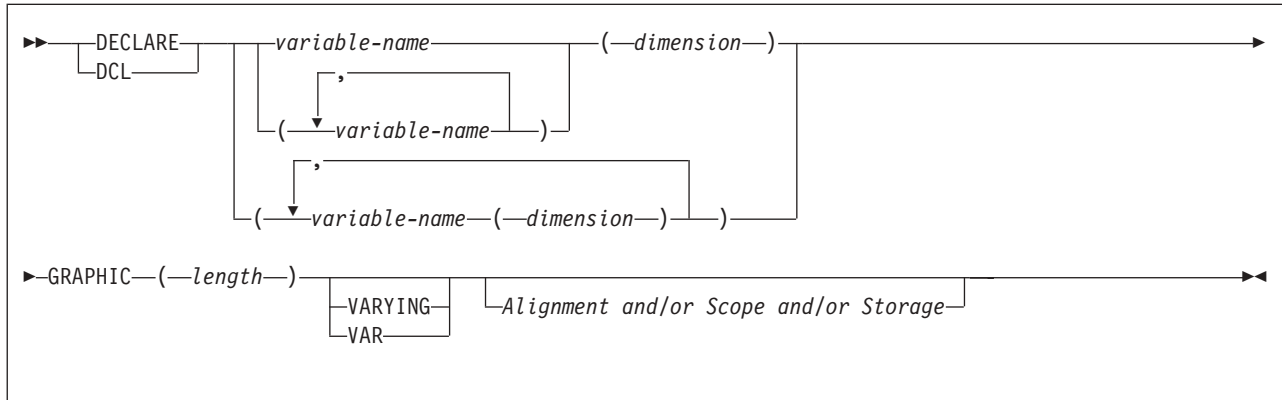 DECLARE variable-name ( dimension )
DCL
,
( variable-name )
,
( variable-name ( dimension ) )
GRAPHIC ( length )
VARYING
VAR
Alignment and/or Scope and/or Storage